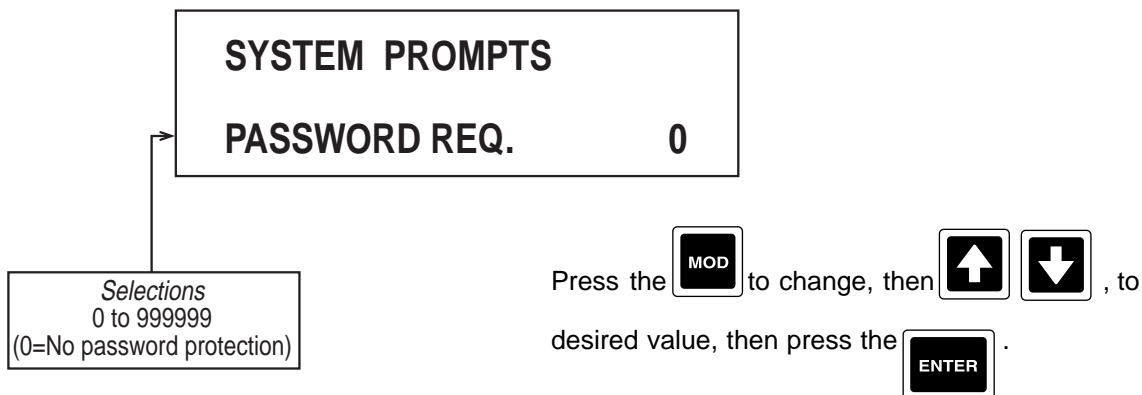 SYSTEM PROMPTS
PASSWORD REQ. 0
Selections
0 to 999999
(0=No password protection)
Press the MOD to change, then , to
desired value, then press the ENTER .